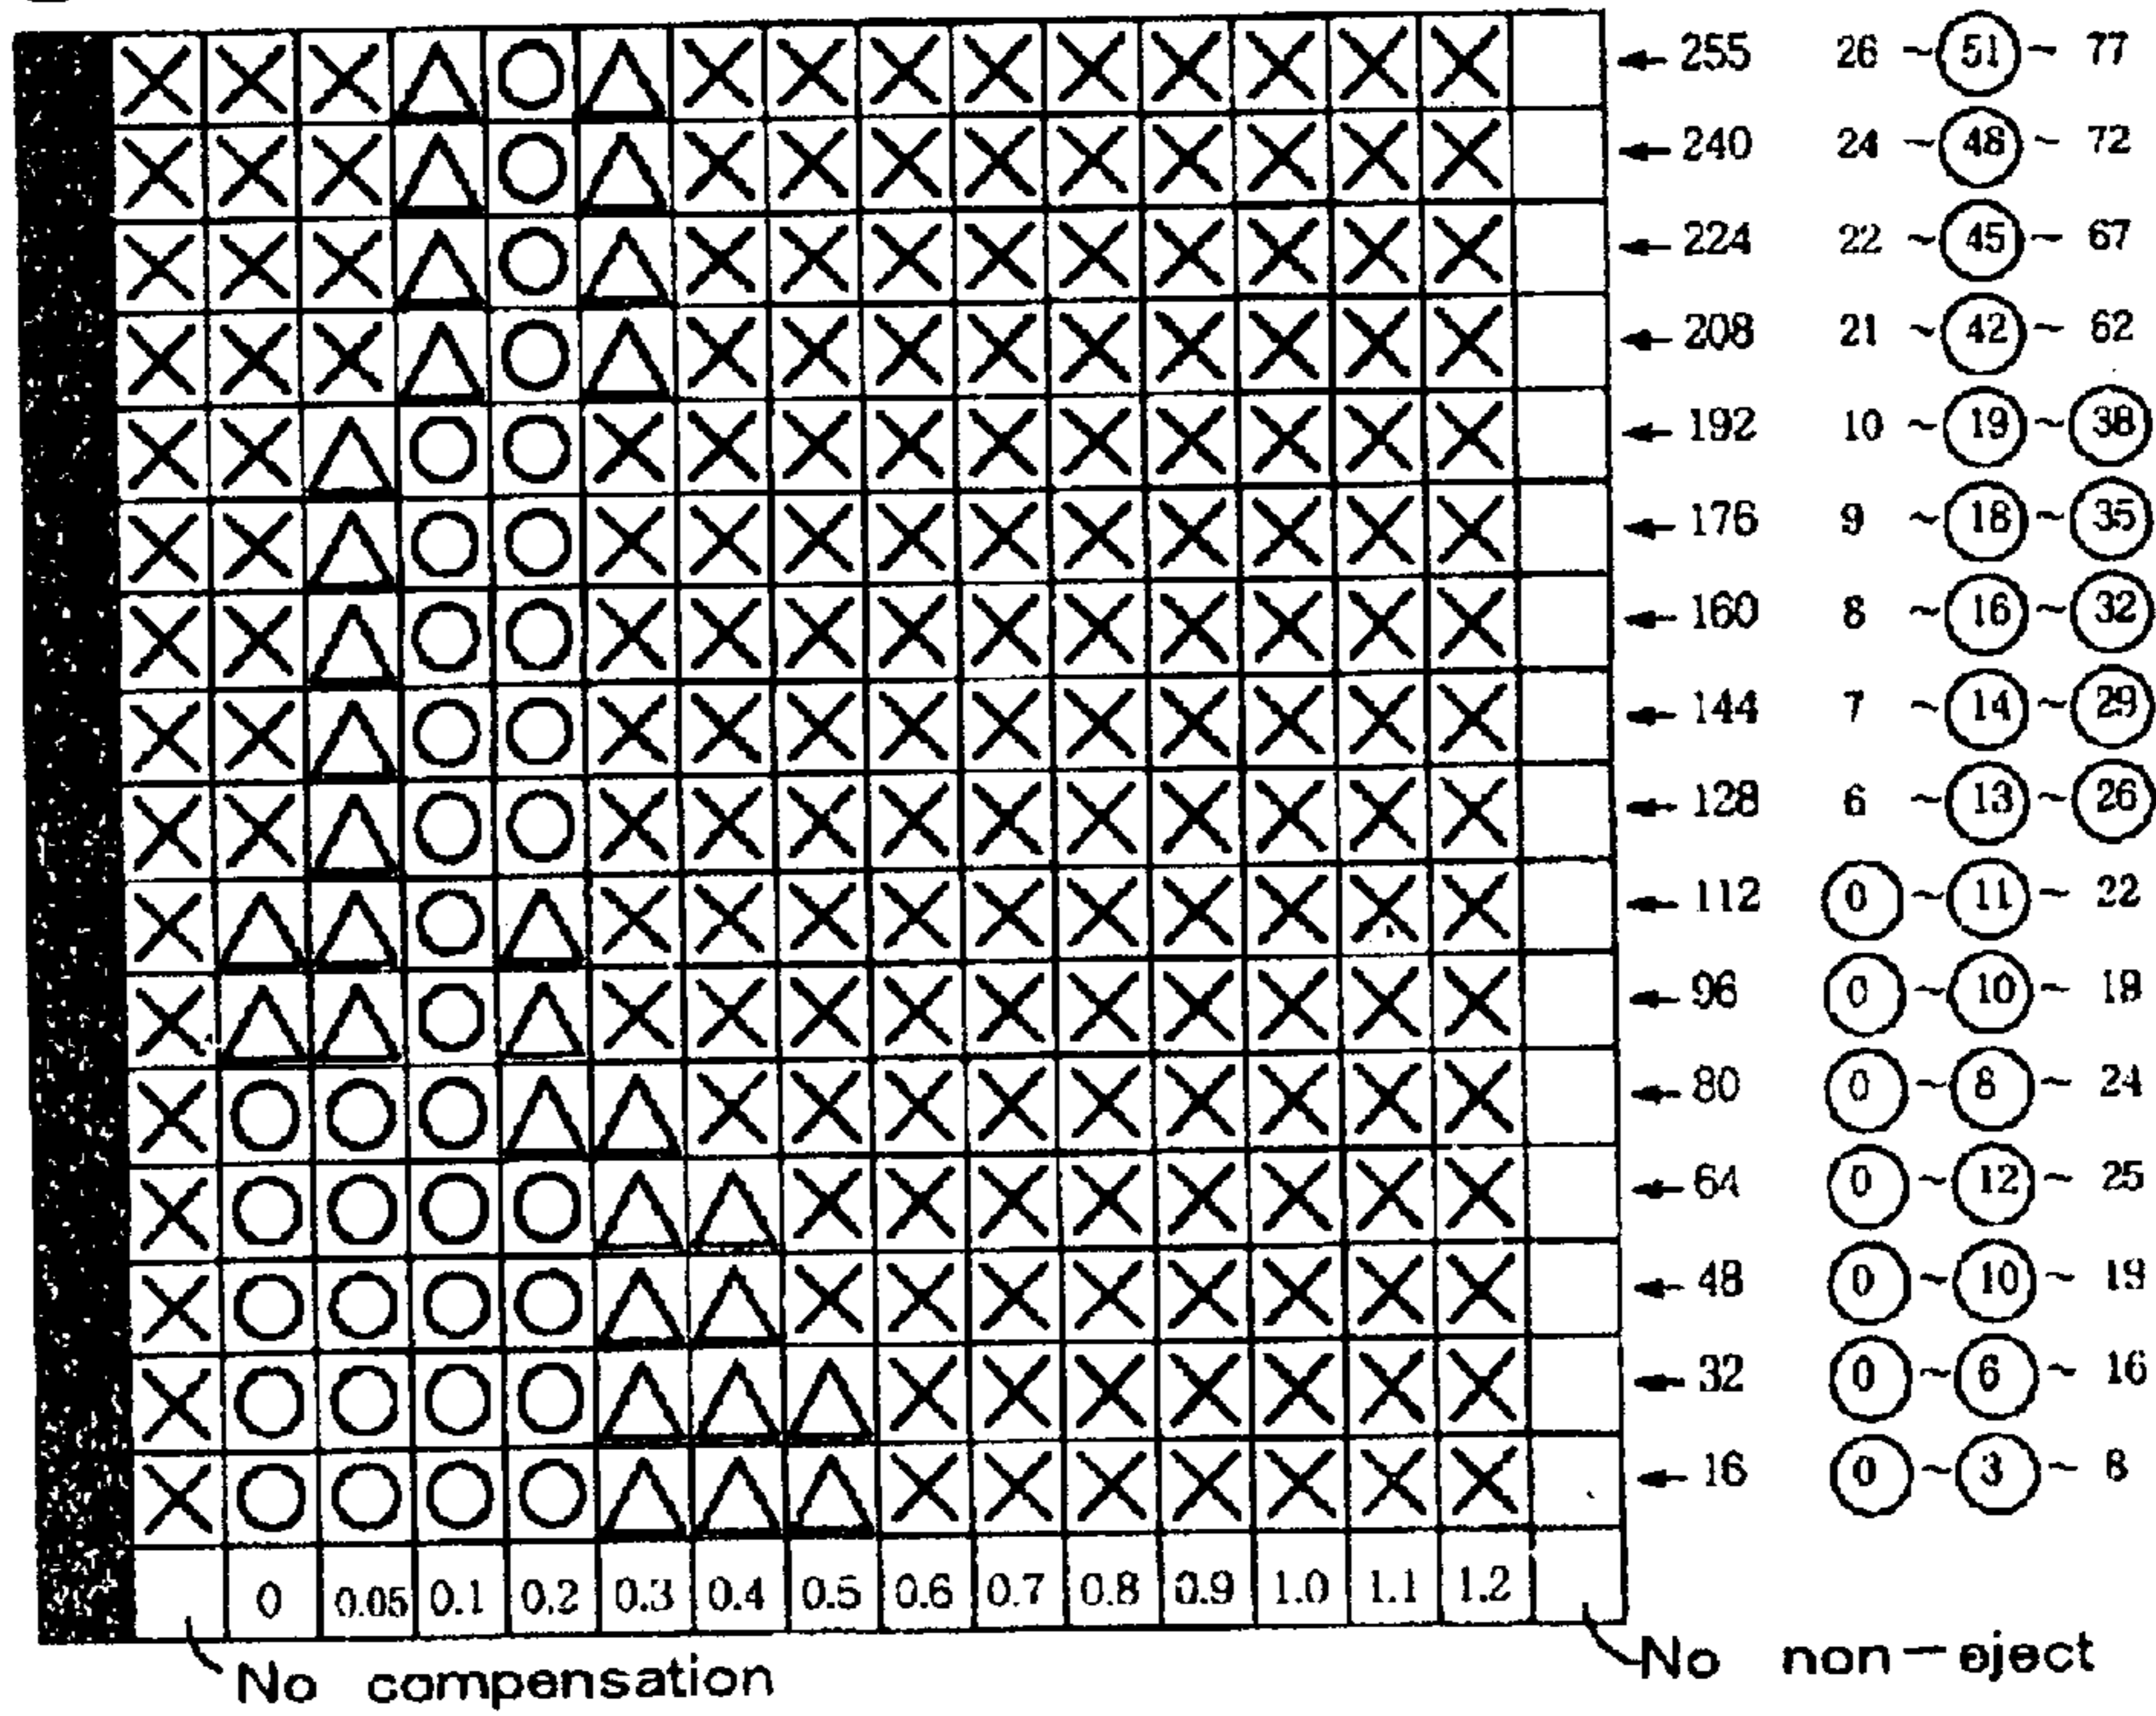 ← 255 26 ~ 51 ~ 77
← 240 24 ~ 48 ~ 72
← 224 22 ~ 45 ~ 67
← 208 21 ~ 42 ~ 62
← 192 10 ~ 19 ~ 38
← 176 9 ~ 18 ~ 35
← 160 8 ~ 16 ~ 32
← 144 7 ~ 14 ~ 29
← 128 6 ~ 13 ~ 26
← 112 0 ~ 11 ~ 22
← 96 0 ~ 10 ~ 19
← 80 0 ~ 8 ~ 24
← 64 0 ~ 12 ~ 25
← 48 0 ~ 10 ~ 19
← 32 0 ~ 6 ~ 16
← 16 0 ~ 3 ~ 8
0 0.05 0.1 0.2 0.3 0.4 0.5 0.6 0.7 0.8 0.9 1.0 1.1 1.2
No compensation
No non-eject